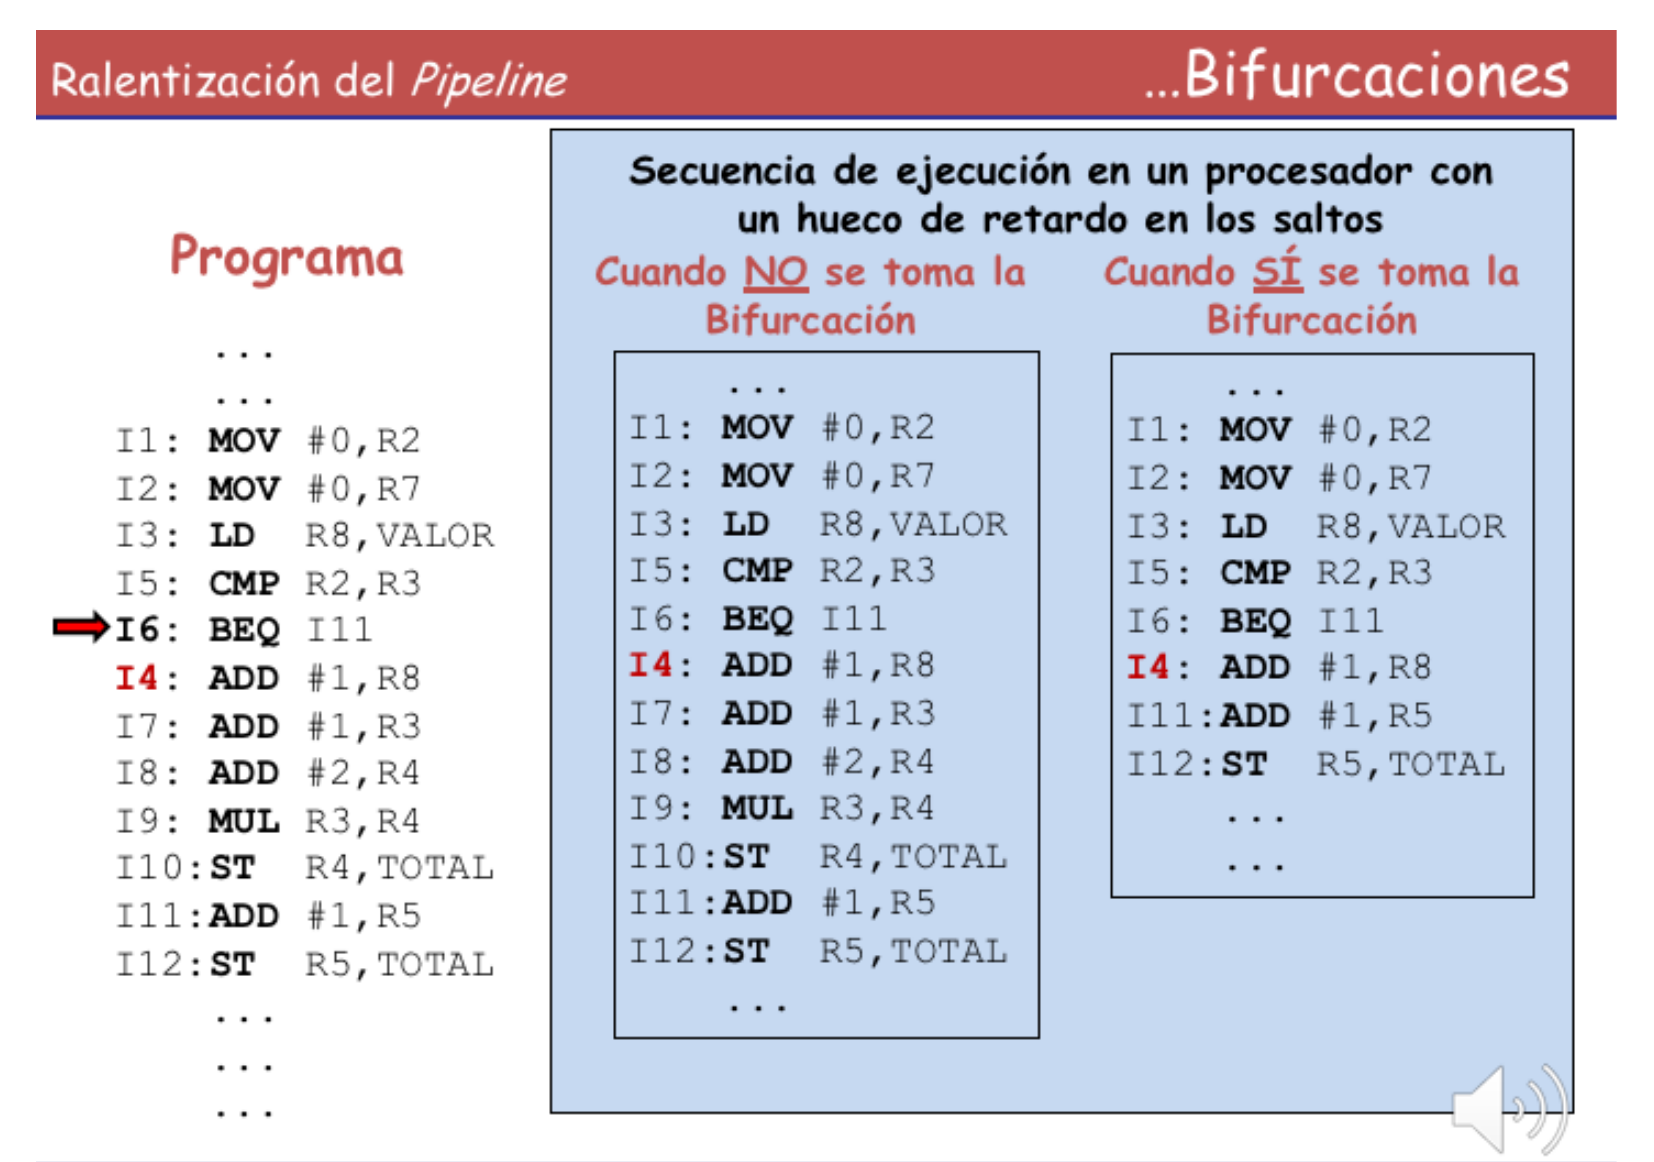 Ralentización del Pipeline
...Bifurcaciones
Programa
...
...
I1: MOV #0,R2
I2: MOV #0,R7
I3: LD R8,VALOR
I5: CMP R2,R3
I6: BEQ I11
I4: ADD #1,R8
I7: ADD #1,R3
I8: ADD #2,R4
I9: MUL R3,R4
I10:ST R4,TOTAL
I11:ADD #1,R5
I12:ST R5,TOTAL
...
...
...
Secuencia de ejecución en un procesador con
un hueco de retardo en los saltos
Cuando NO se toma la
Bifurcación
...
I1: MOV #0,R2
I2: MOV #0,R7
I3: LD R8,VALOR
I5: CMP R2,R3
I6: BEQ I11
I4: ADD #1,R8
I7: ADD #1,R3
I8: ADD #2,R4
I9: MUL R3,R4
I10:ST R4,TOTAL
I11:ADD #1,R5
I12:ST R5,TOTAL
...
Cuando SÍ se toma la
Bifurcación
...
I1: MOV #0,R2
I2: MOV #0,R7
I3: LD R8,VALOR
I5: CMP R2,R3
I6: BEQ I11
I4: ADD #1,R8
I11:ADD #1,R5
I12:ST R5,TOTAL
...
...